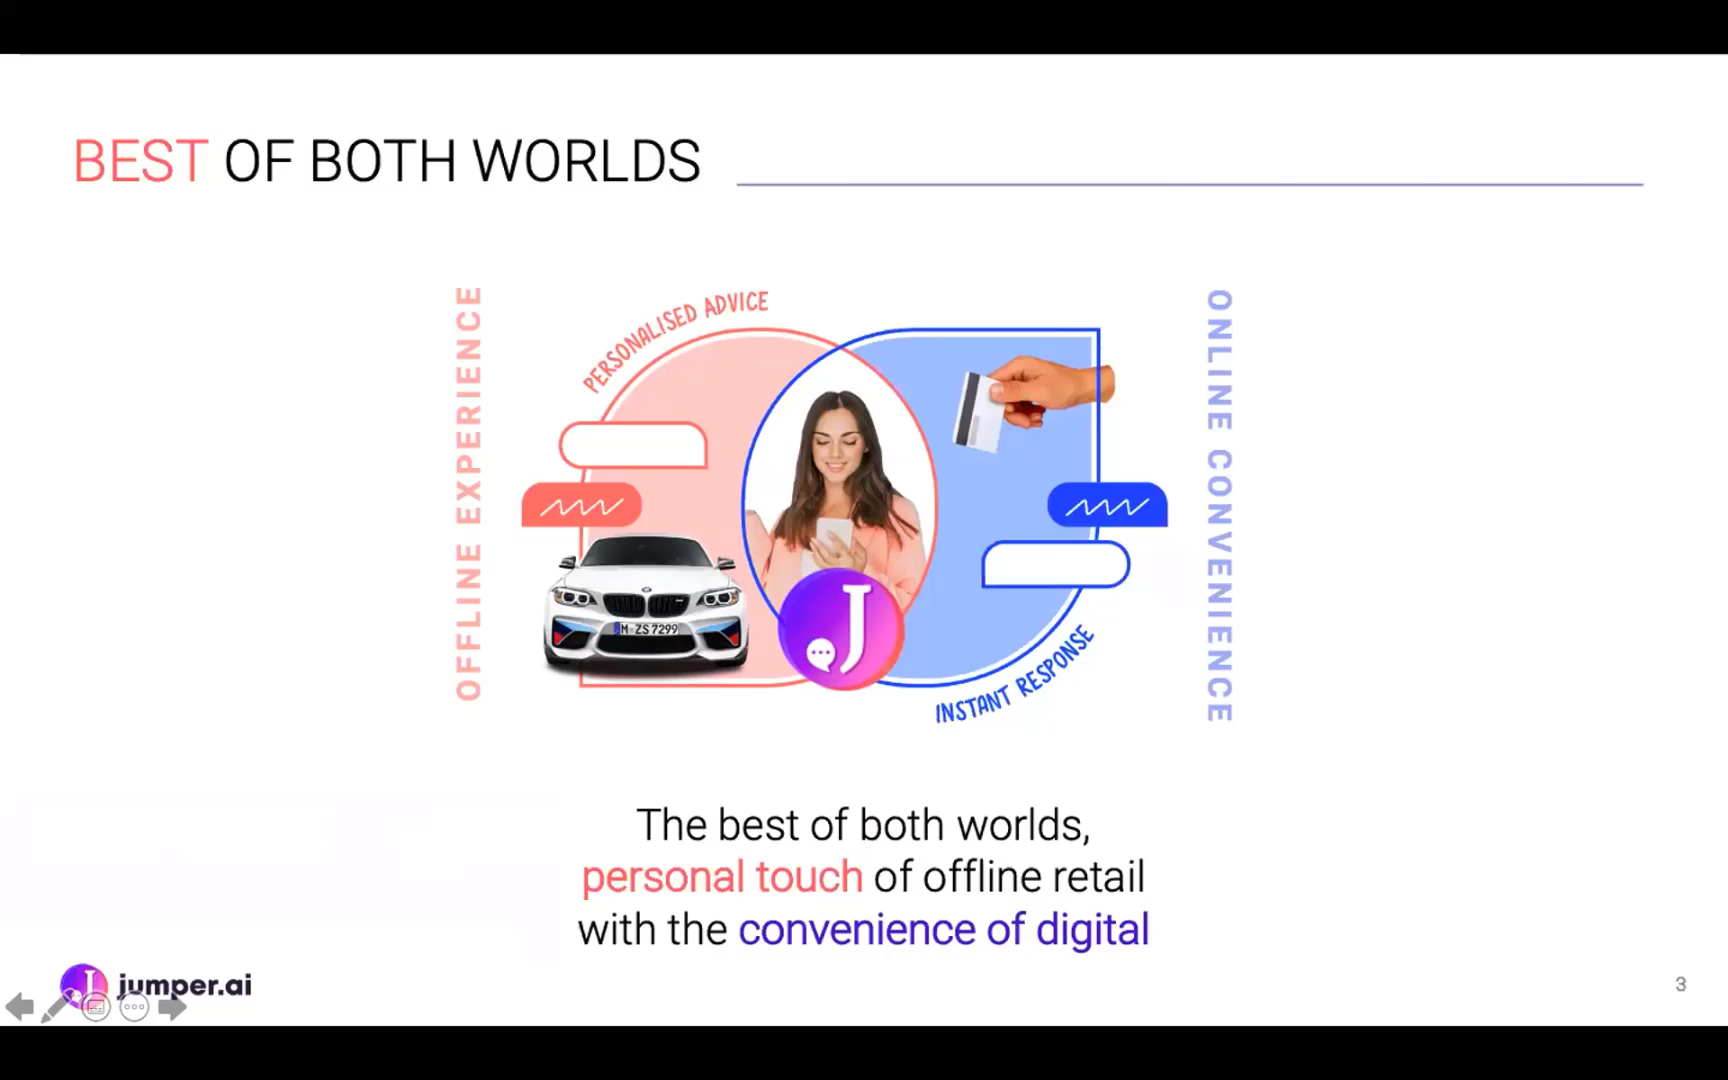 BEST OF BOTH WORLDS
OFFLINE EXPERIENCE
PERSONALISED ADVICE
ONLINE CONVENIENCE
M ZS 7299
J
INSTANT RESPONSE
The best of both worlds,
personal touch of offline retail
with the convenience of digital
J jumper.ai
3